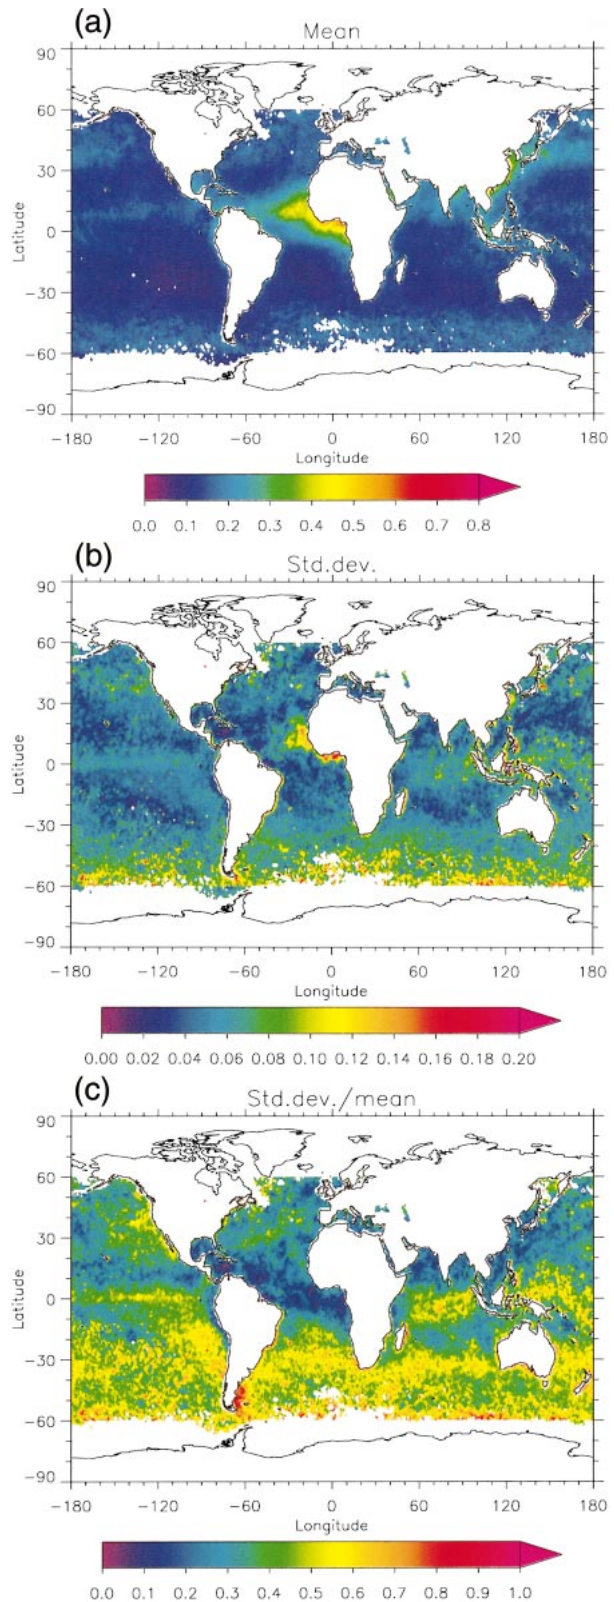 (a)
Mean
90
60
30
0
−30
−60
−90
Latitude
−180 −120 −60 0 60 120 180
Longitude
0.0 0.1 0.2 0.3 0.4 0.5 0.6 0.7 0.8
(b)
Std.dev.
90
60
30
0
−30
−60
−90
Latitude
−180 −120 −60 0 60 120 180
Longitude
0.00 0.02 0.04 0.06 0.08 0.10 0.12 0.14 0.16 0.18 0.20
(c)
Std.dev./mean
90
60
30
0
−30
−60
−90
Latitude
−180 −120 −60 0 60 120 180
Longitude
0.0 0.1 0.2 0.3 0.4 0.5 0.6 0.7 0.8 0.9 1.0